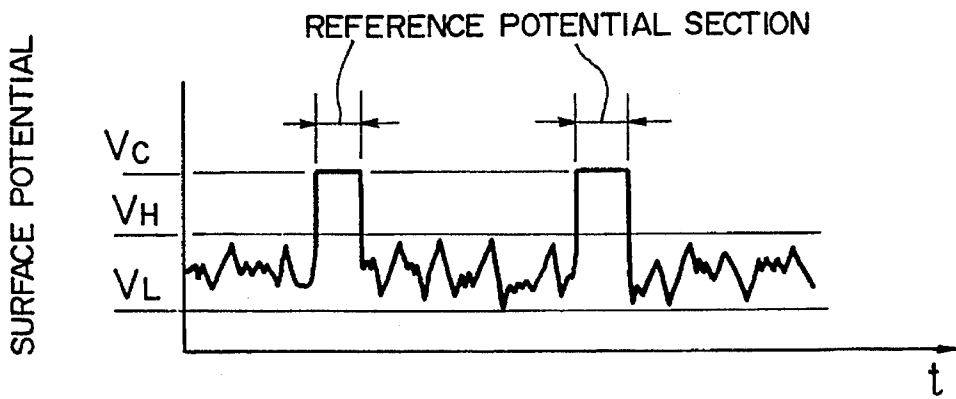 REFERENCE POTENTIAL SECTION
SURFACE POTENTIAL
VC
VH
VL
t